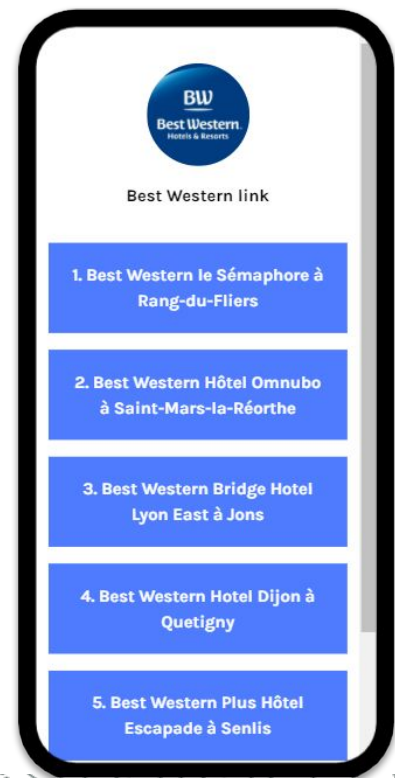 BW
Best Western.
Hotels & Resorts
Best Western link
1. Best Western le Sémaphore à
Rang-du-Fliers
2. Best Western Hôtel Omnubo
à Saint-Mars-la-Réorthe
3. Best Western Bridge Hotel
Lyon East à Jons
4. Best Western Hotel Dijon à
Quetigny
5. Best Western Plus Hôtel
Escapade à Senlis